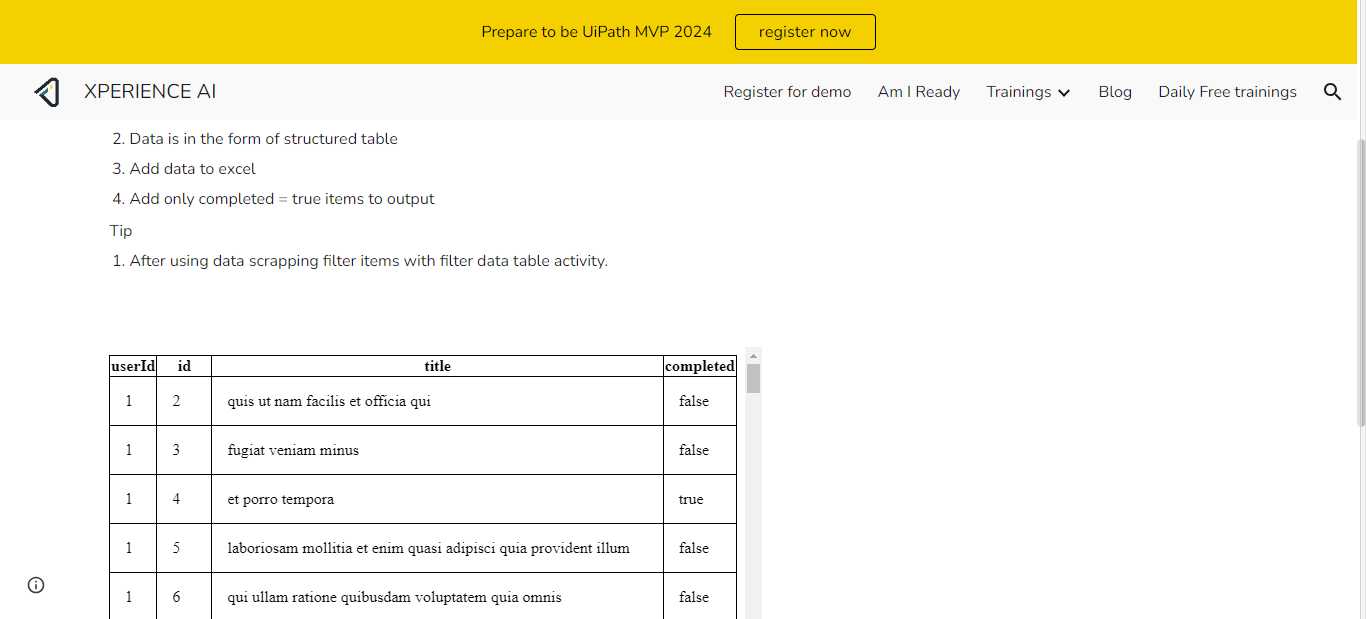 Prepare to be UiPath MVP 2024 register now
XPERIENCE AI Register for demo Am I Ready Trainings Blog Daily Free trainings
2. Data is in the form of structured table
3. Add data to excel
4. Add only completed = true items to output
Tip
1. After using data scrapping filter items with filter data table activity.
userId id title completed
1 2 quis ut nam facilis et officia qui false
1 3 fugiat veniam minus false
1 4 et porro tempora true
1 5 laboriosam mollitia et enim quasi adipisci quia provident illum false
1 6 qui ullam ratione quibusdam voluptatem quia omnis false